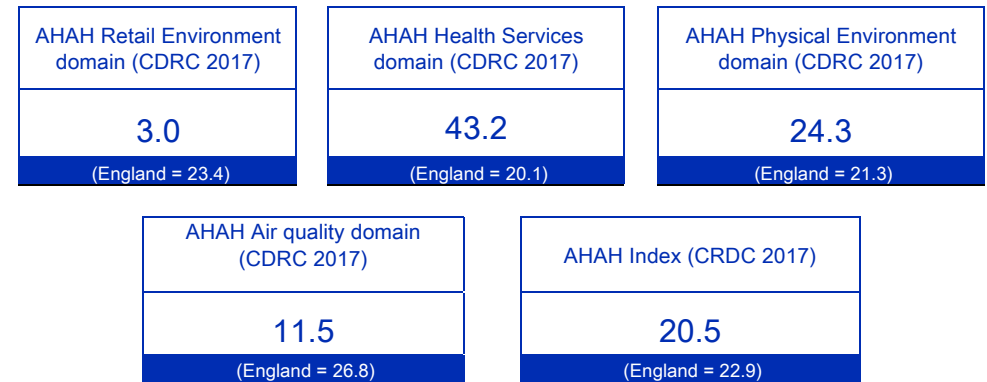 AHAH Retail Environment
domain (CDRC 2017)
3.0
(England = 23.4)
AHAH Health Services
domain (CDRC 2017)
43.2
(England = 20.1)
AHAH Physical Environment
domain (CDRC 2017)
24.3
(England = 21.3)
AHAH Air quality domain
(CDRC 2017)
11.5
(England = 26.8)
AHAH Index (CRDC 2017)
20.5
(England = 22.9)